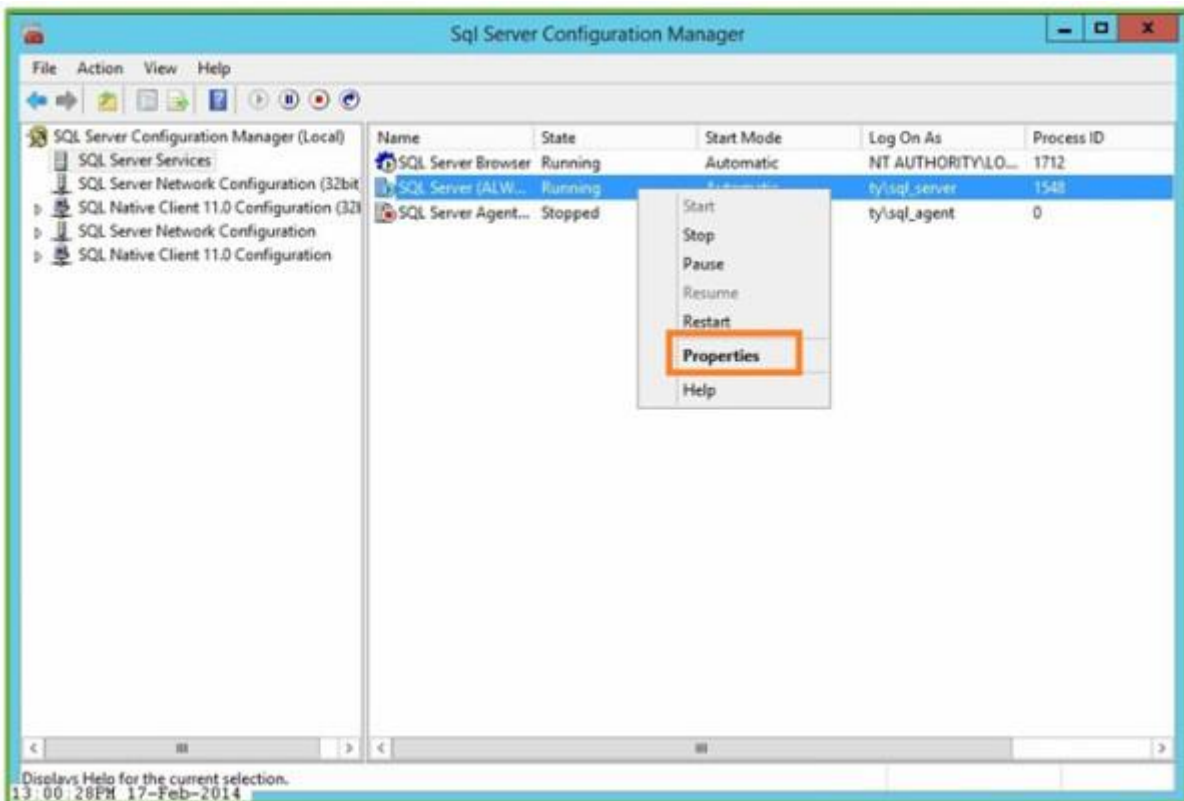 Sql Server Configuration Manager
File Action View Help
SQL Server Configuration Manager (Local)
SQL Server Services
SQL Server Network Configuration (32bit
SQL Native Client 11.0 Configuration (32
SQL Server Network Configuration
SQL Native Client 11.0 Configuration
Name State Start Mode Log On As Process ID
SQL Server Browser Running Automatic NT AUTHORITY\LO... 1712
SQL Server (ALW... Running Automatic ty\sql_server 1548
SQL Server Agent... Stopped ty\sql_agent 0
Start
Stop
Pause
Resume
Restart
Properties
Help
Displays Help for the current selection.
13:00:28PM 17-Feb-2014